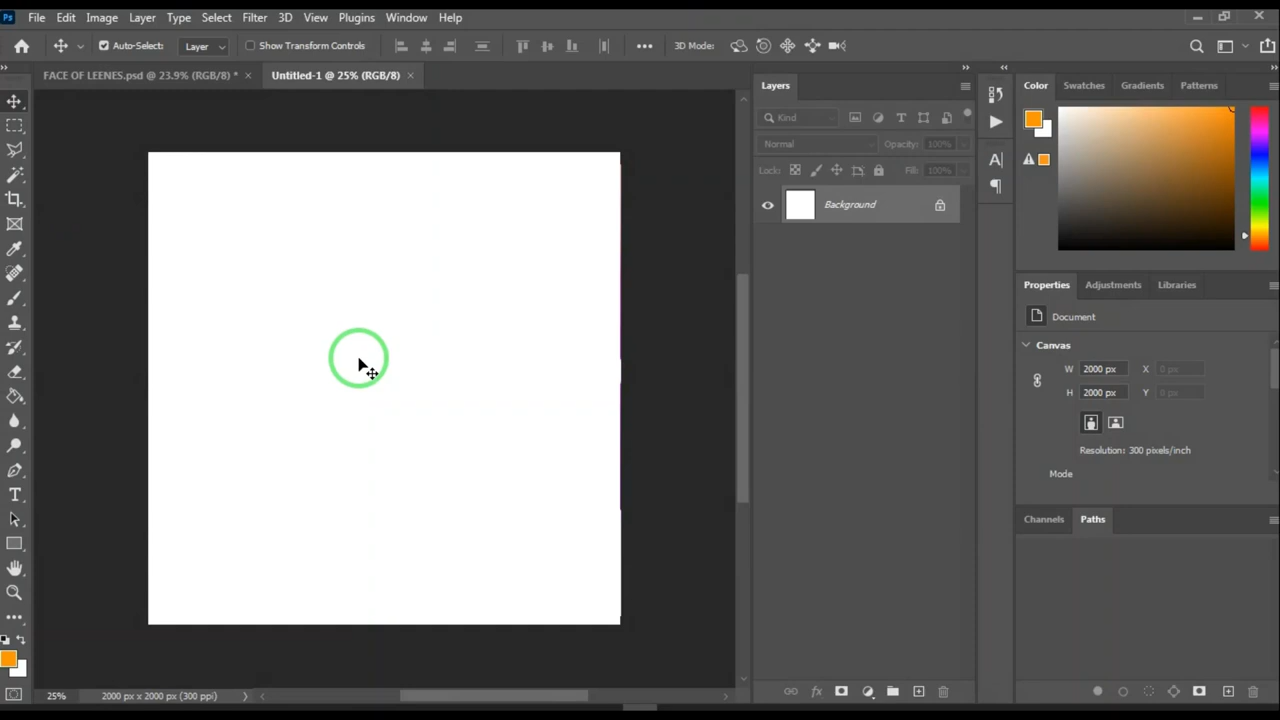 Ps File Edit Image Layer Type Select Filter 3D View Plugins Window Help
Auto-Select: Layer Show Transform Controls 3D Mode:
FACE OF LEENES.psd @ 23.9% (RGB/8) * Untitled-1 @ 25% (RGB/8)
Layers
Kind
Normal Opacity: 100%
Lock: Fill: 100%
Background
Color Swatches Gradients Patterns
Properties Adjustments Libraries
Document
Canvas
W 2000 px X 0 px
H 2000 px Y 0 px
Resolution: 300 pixels/inch
Mode
Channels Paths
25% 2000 px x 2000 px (300 ppi)